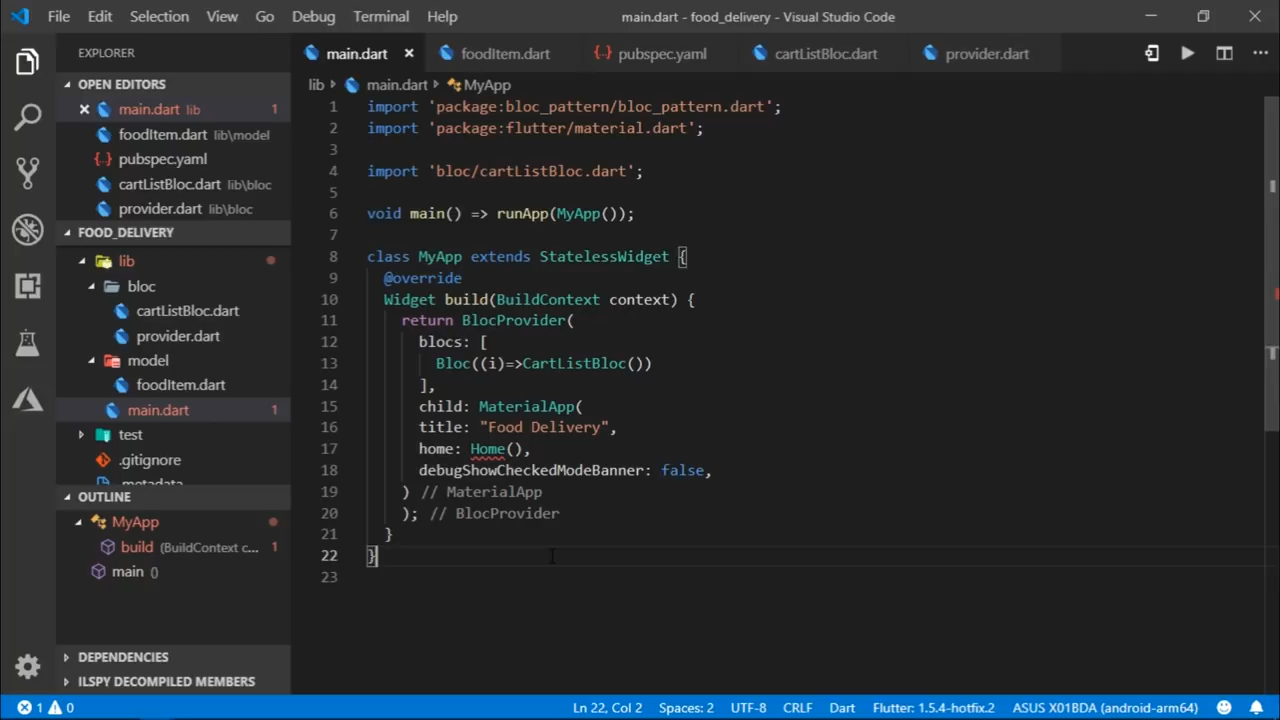 File Edit Selection View Go Debug Terminal Help
main.dart - food_delivery - Visual Studio Code
EXPLORER
OPEN EDITORS
main.dart lib 1
foodItem.dart lib\model
pubspec.yaml
cartListBloc.dart lib\bloc
provider.dart lib\bloc
FOOD_DELIVERY
lib
bloc
cartListBloc.dart
provider.dart
model
foodItem.dart
main.dart 1
test
.gitignore
.metadata
OUTLINE
MyApp
build (BuildContext c... 1
main ()
DEPENDENCIES
ILSPY DECOMPILED MEMBERS
main.dart foodItem.dart pubspec.yaml cartListBloc.dart provider.dart
lib main.dart MyApp
1 import 'package:bloc_pattern/bloc_pattern.dart';
2 import 'package:flutter/material.dart';
3
4 import 'bloc/cartListBloc.dart';
5
6 void main() => runApp(MyApp());
7
8 class MyApp extends StatelessWidget {
9 @override
10 Widget build(BuildContext context) {
11 return BlocProvider(
12 blocs: [
13 Bloc((i)=>CartListBloc())
14 ],
15 child: MaterialApp(
16 title: "Food Delivery",
17 home: Home(),
18 debugShowCheckedModeBanner: false,
19 ) // MaterialApp
20 ); // BlocProvider
21 }
22 }
23
1 0 Ln 22, Col 2 Spaces: 2 UTF-8 CRLF Dart Flutter: 1.5.4-hotfix.2 ASUS X01BDA (android-arm64)